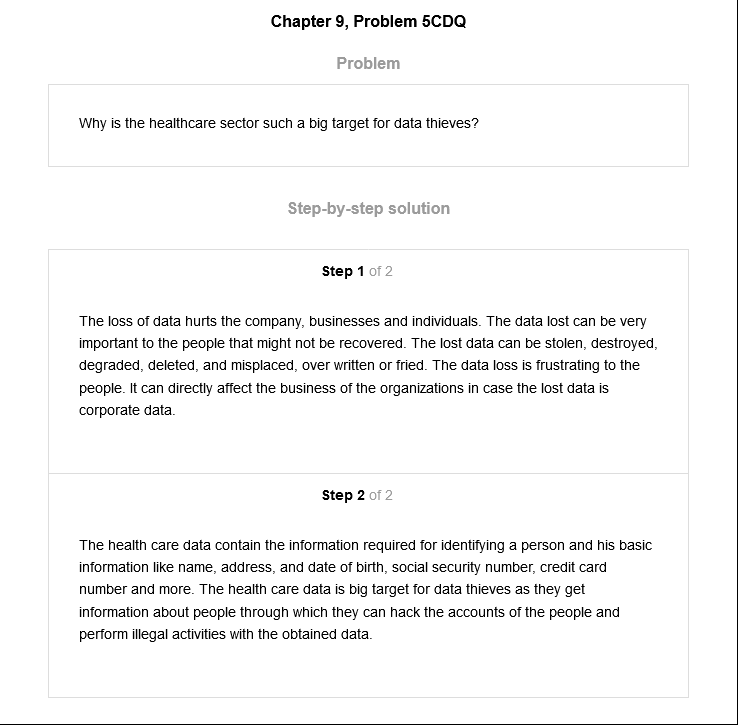 Chapter 9, Problem 5CDQ
Problem
Why is the healthcare sector such a big target for data thieves?
Step-by-step solution
Step 1 of 2
The loss of data hurts the company, businesses and individuals. The data lost can be very
important to the people that might not be recovered. The lost data can be stolen, destroyed,
degraded, deleted, and misplaced, over written or fried. The data loss is frustrating to the
people. It can directly affect the business of the organizations in case the lost data is
corporate data.
Step 2 of 2
The health care data contain the information required for identifying a person and his basic
information like name, address, and date of birth, social security number, credit card
number and more. The health care data is big target for data thieves as they get
information about people through which they can hack the accounts of the people and
perform illegal activities with the obtained data.